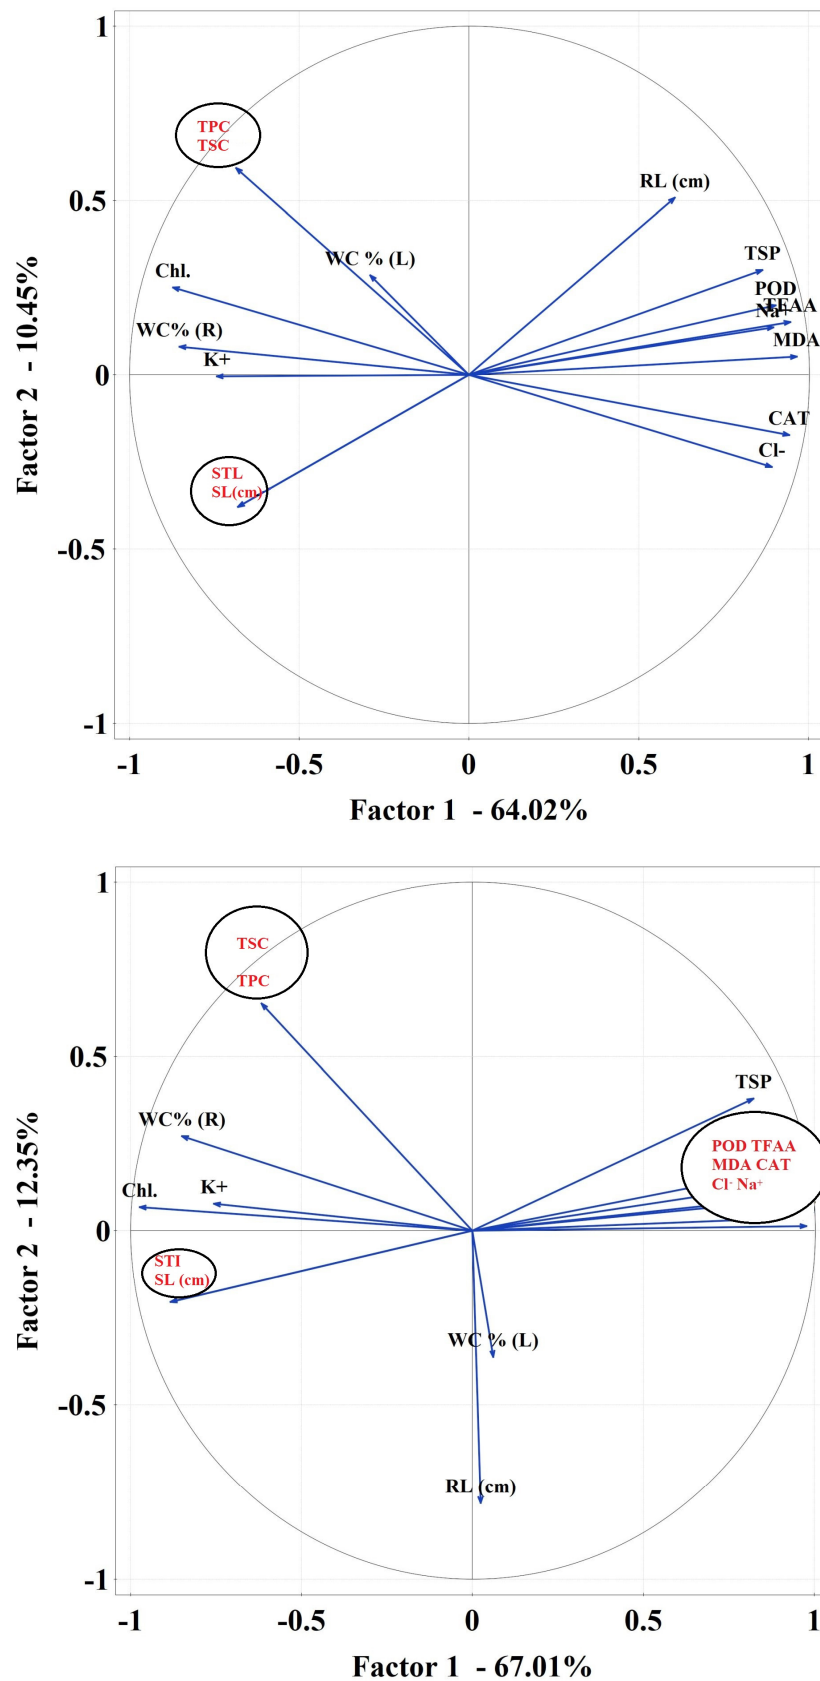 1
TPC
TSC
RL (cm)
0.5
TSP
WC % (L)
Chl.
POD
TFAA
Na+
WC% (R)
MDA
K+
0
CAT
Cl-
STL
SL(cm)
-0.5
-1
-1 -0.5 0 0.5 1
Factor 2 - 10.45%
Factor 1 - 64.02%
1
TSC
TPC
0.5
TSP
WC% (R)
POD TFAA
MDA CAT
Cl- Na+
K+
Chl.
0
STI
SL (cm)
WC % (L)
-0.5
RL (cm)
-1
-1 -0.5 0 0.5 1
Factor 2 - 12.35%
Factor 1 - 67.01%